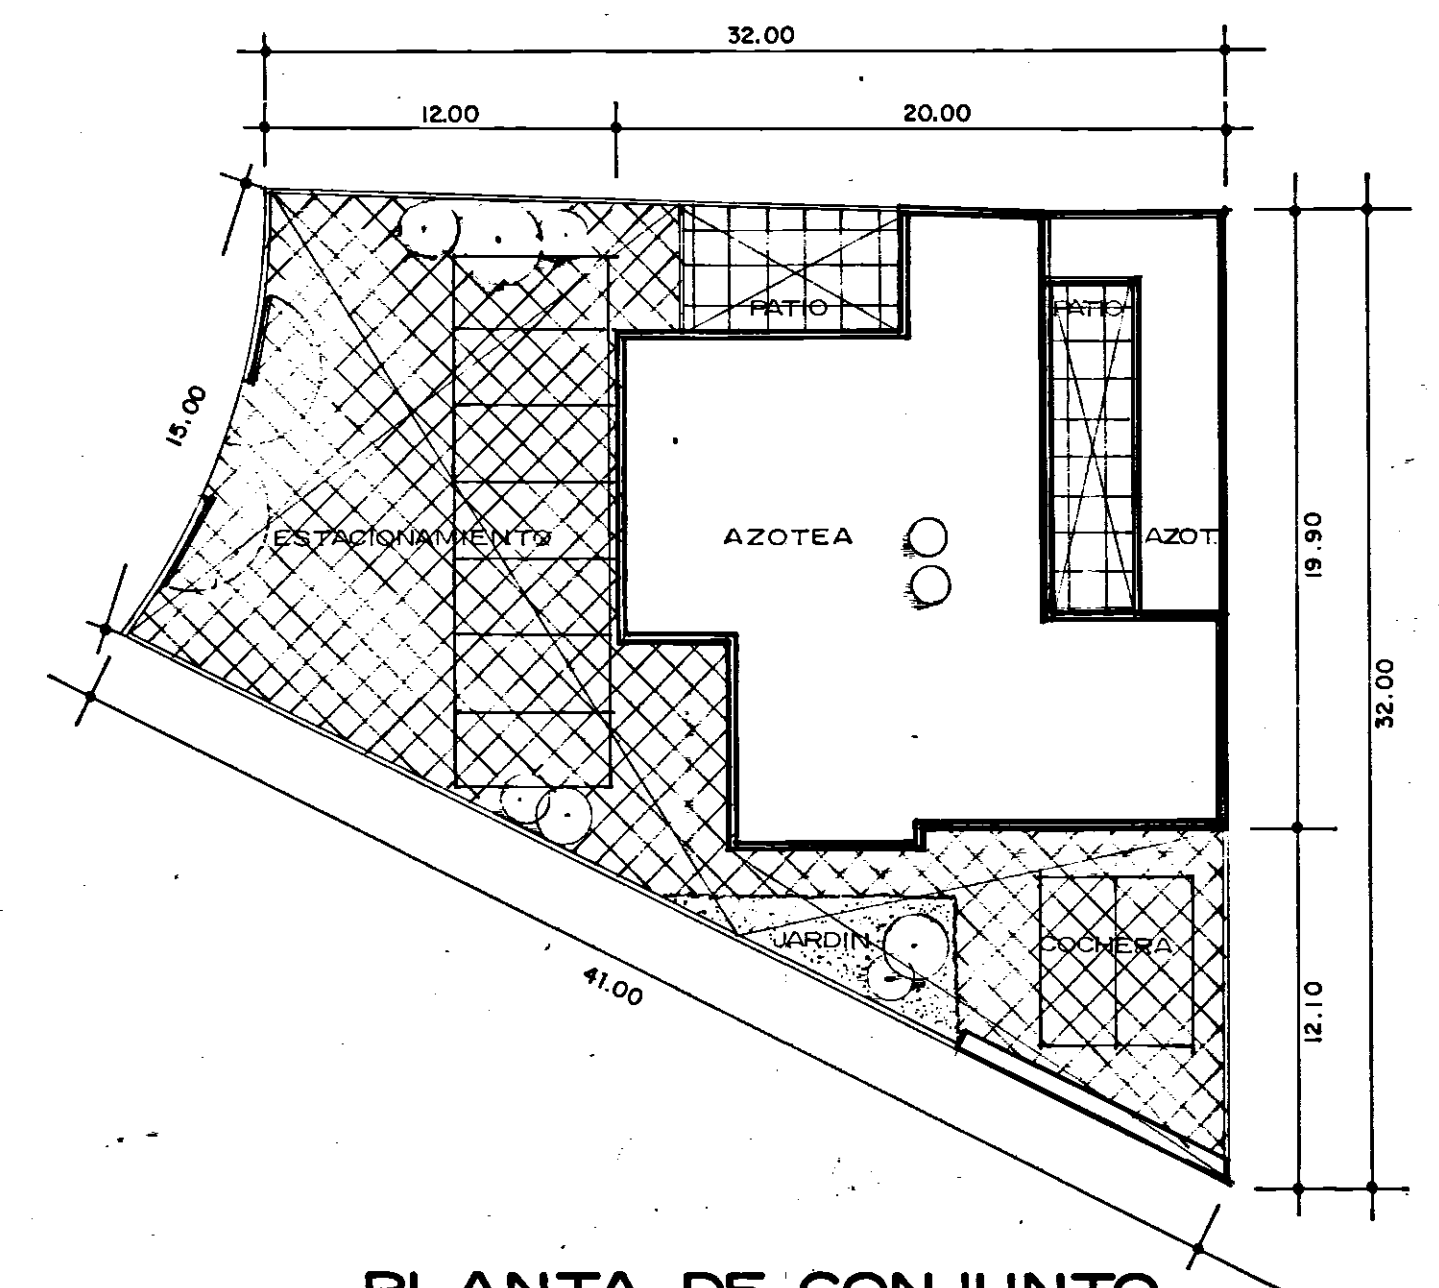 32.00
12.00
20.00
PATIO
PATIO
15.00
ESTACIONAMIENTO
AZOTEA
AZOT.
19.90
32.00
JARDIN
COCHERA
41.00
12.10
PLANTA DE CONJUNTO